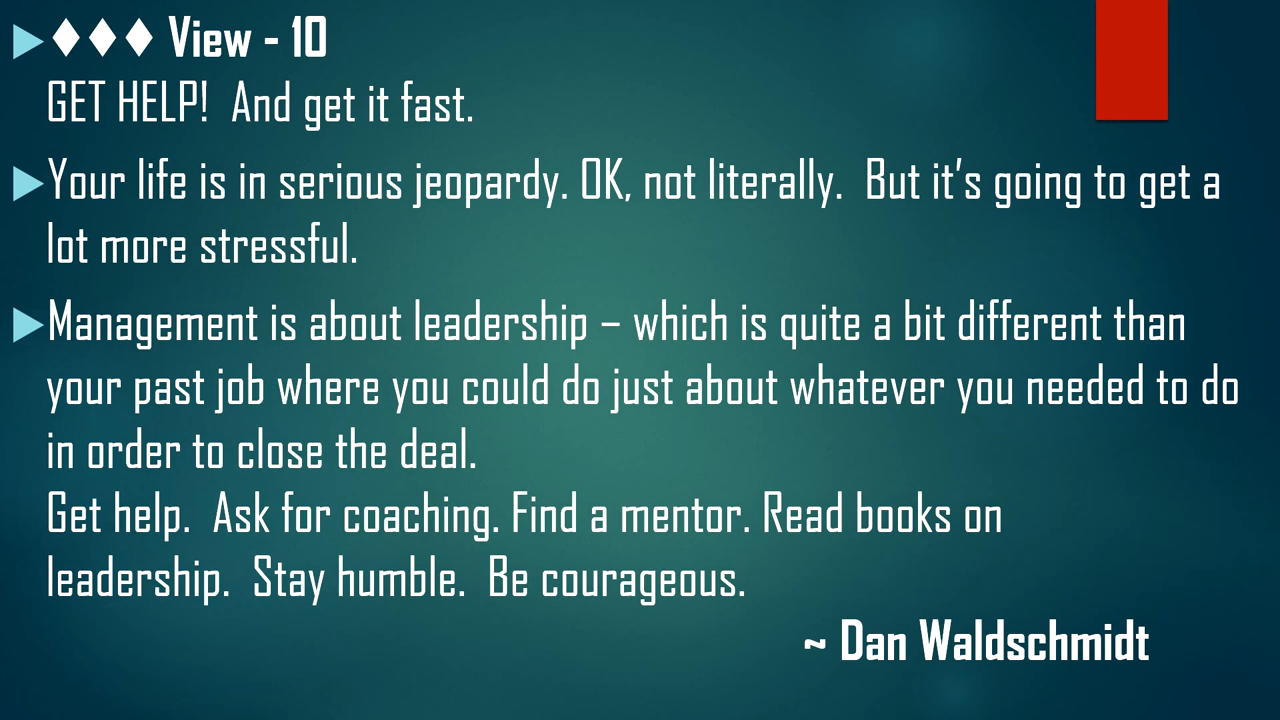 ♦♦♦ View - 10
GET HELP!  And get it fast.
Your life is in serious jeopardy. OK, not literally.  But it’s going to get a
lot more stressful.
Management is about leadership – which is quite a bit different than
your past job where you could do just about whatever you needed to do
in order to close the deal.
Get help.  Ask for coaching. Find a mentor. Read books on
leadership.  Stay humble.  Be courageous.
~ Dan Waldschmidt